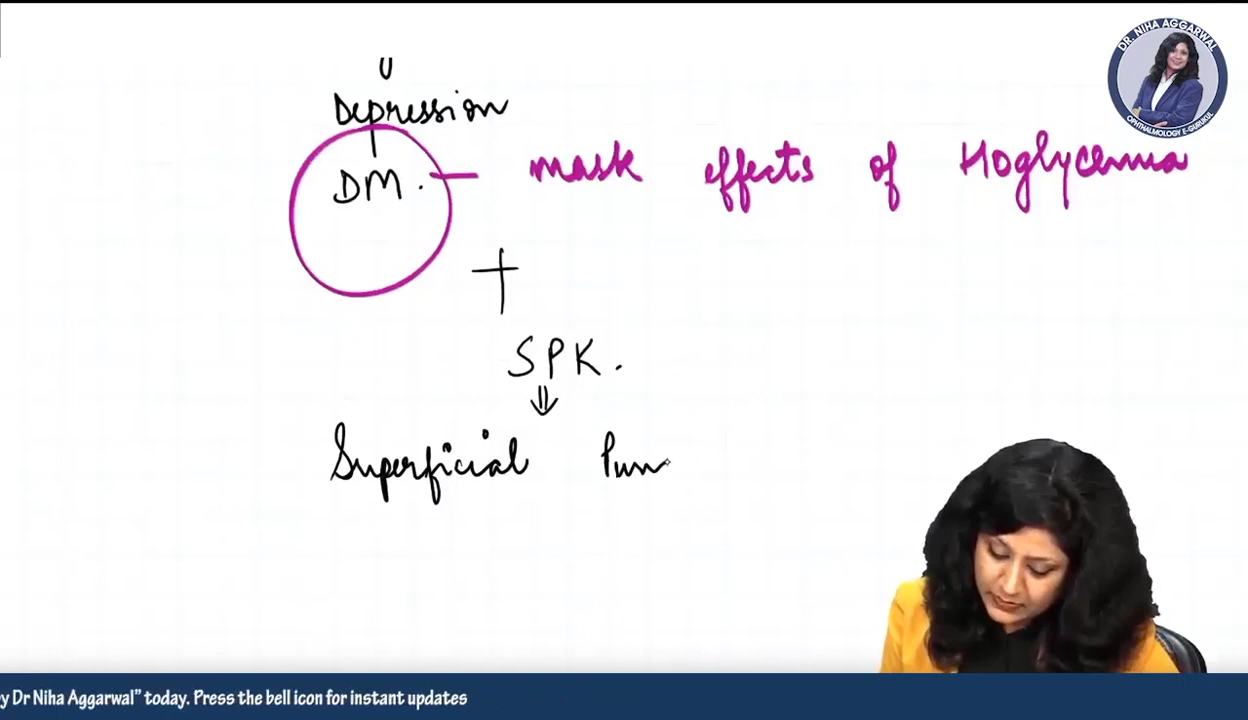 DR. NIHA AGGARWAL
OPHTHALMOLOGY E-GURUKUL
Depression
DM. — mask effects of Hoglycemia
+
SPK.
⇓
Superficial Pun
y Dr Niha Aggarwal" today. Press the bell icon for instant updates